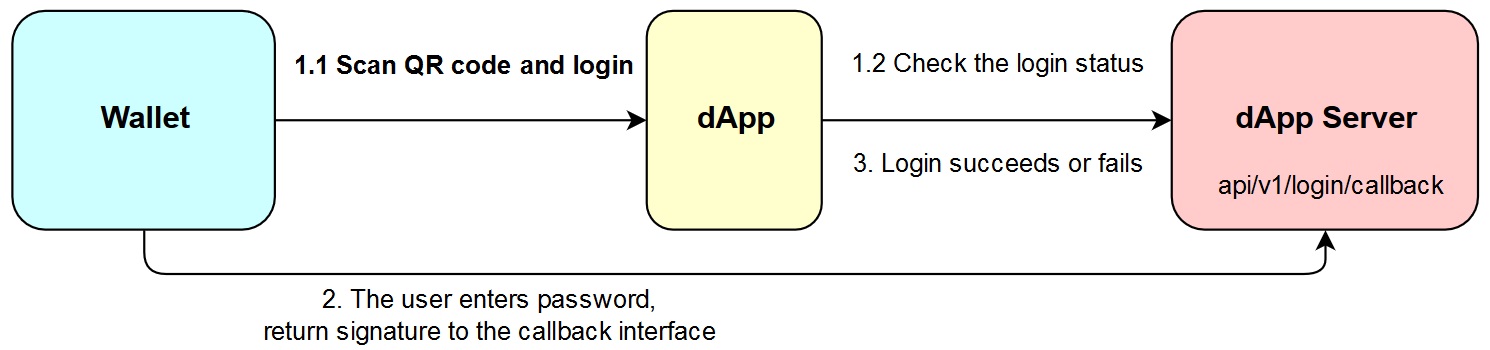 Wallet
1.1 Scan QR code and login
dApp
1.2 Check the login status
3. Login succeeds or fails
dApp Server
api/v1/login/callback
2. The user enters password,
return signature to the callback interface